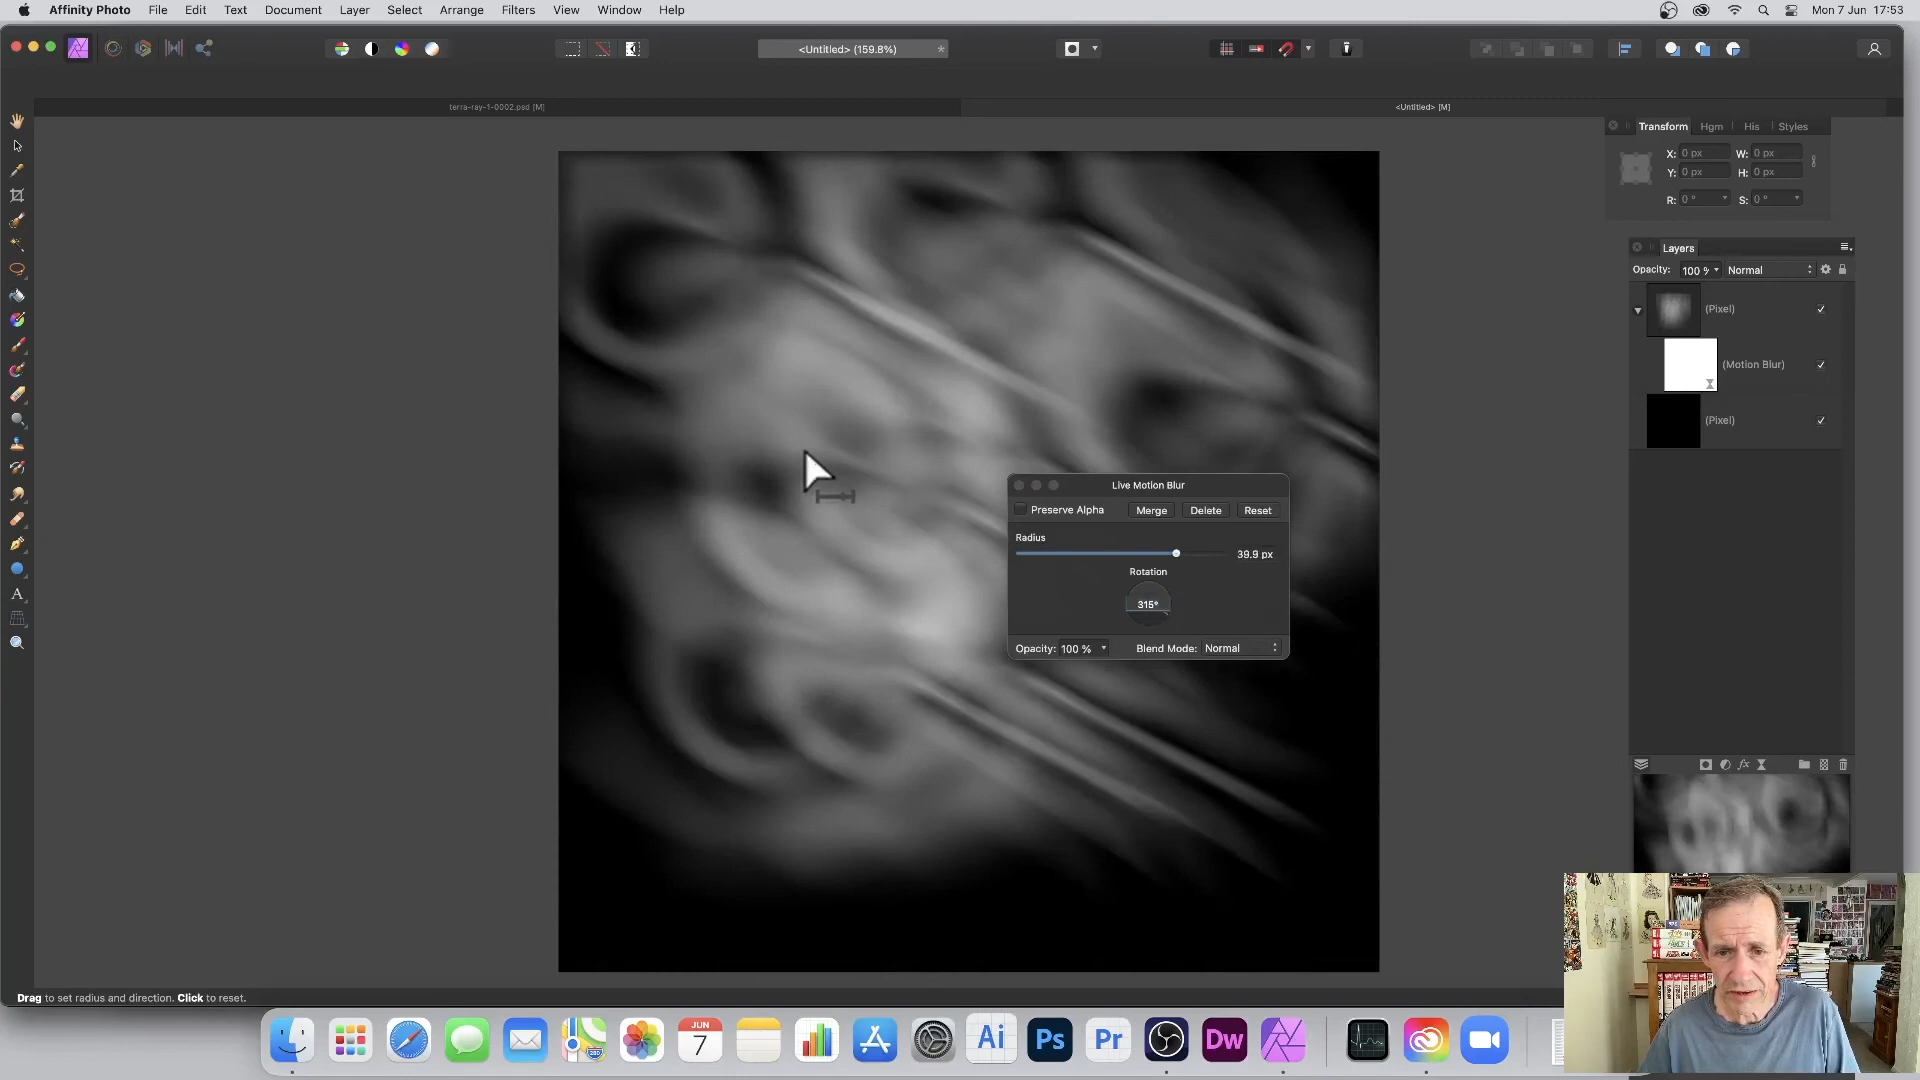 Affinity Photo File Edit Text Document Layer Select Arrange Filters View Window Help
Mon 7 Jun 17:53
<Untitled> (159.8%) *
terra-ray-1-0002.psd [M]
<Untitled> [M]
Transform Hgm His Styles
X: 0 px W: 0 px
Y: 0 px H: 0 px
R: 0 ° S: 0 °
Layers
Opacity: 100 % Normal
(Pixel)
(Motion Blur)
(Pixel)
Live Motion Blur
Preserve Alpha Merge Delete Reset
Radius
39.9 px
Rotation
315°
Opacity: 100 % Blend Mode: Normal
Drag to set radius and direction. Click to reset.
JUN
7
280
Ai Ps Pr Dw